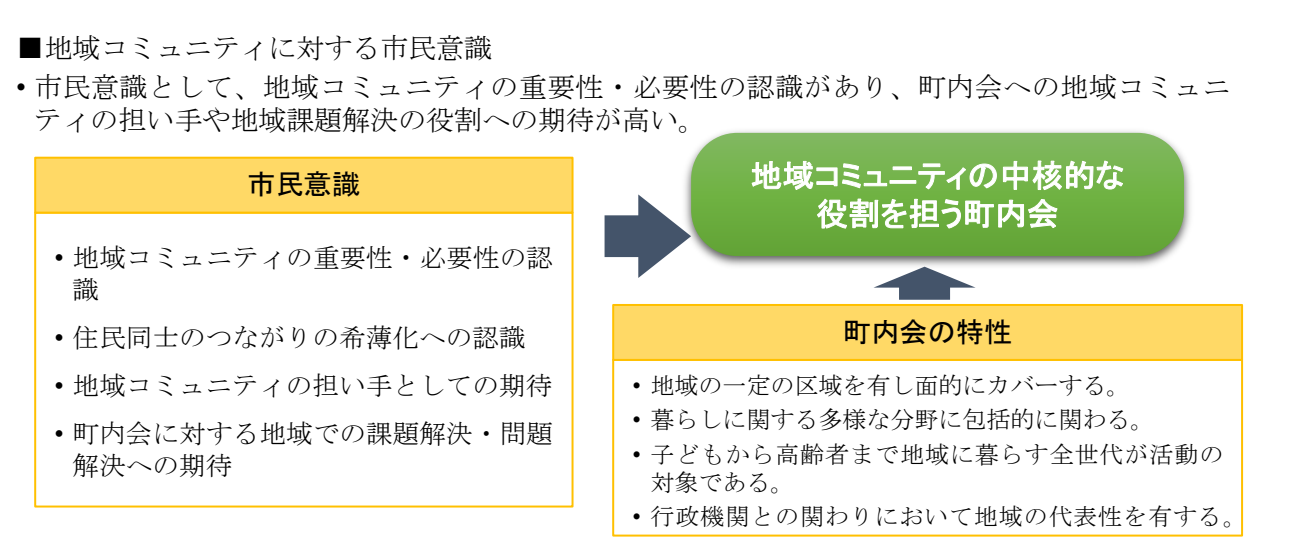 ■地域コミュニティに対する市民意識
•市民意識として、地域コミュニティの重要性・必要性の認識があり、町内会への地域コミュニ
ティの担い手や地域課題解決の役割への期待が高い。
市民意識
•地域コミュニティの重要性・必要性の認
識
•住民同士のつながりの希薄化への認識
•地域コミュニティの担い手としての期待
•町内会に対する地域での課題解決・問題
解決への期待
地域コミュニティの中核的な
役割を担う町内会
町内会の特性
•地域の一定の区域を有し面的にカバーする。
•暮らしに関する多様な分野に包括的に関わる。
•子どもから高齢者まで地域に暮らす全世代が活動の
対象である。
•行政機関との関わりにおいて地域の代表性を有する。